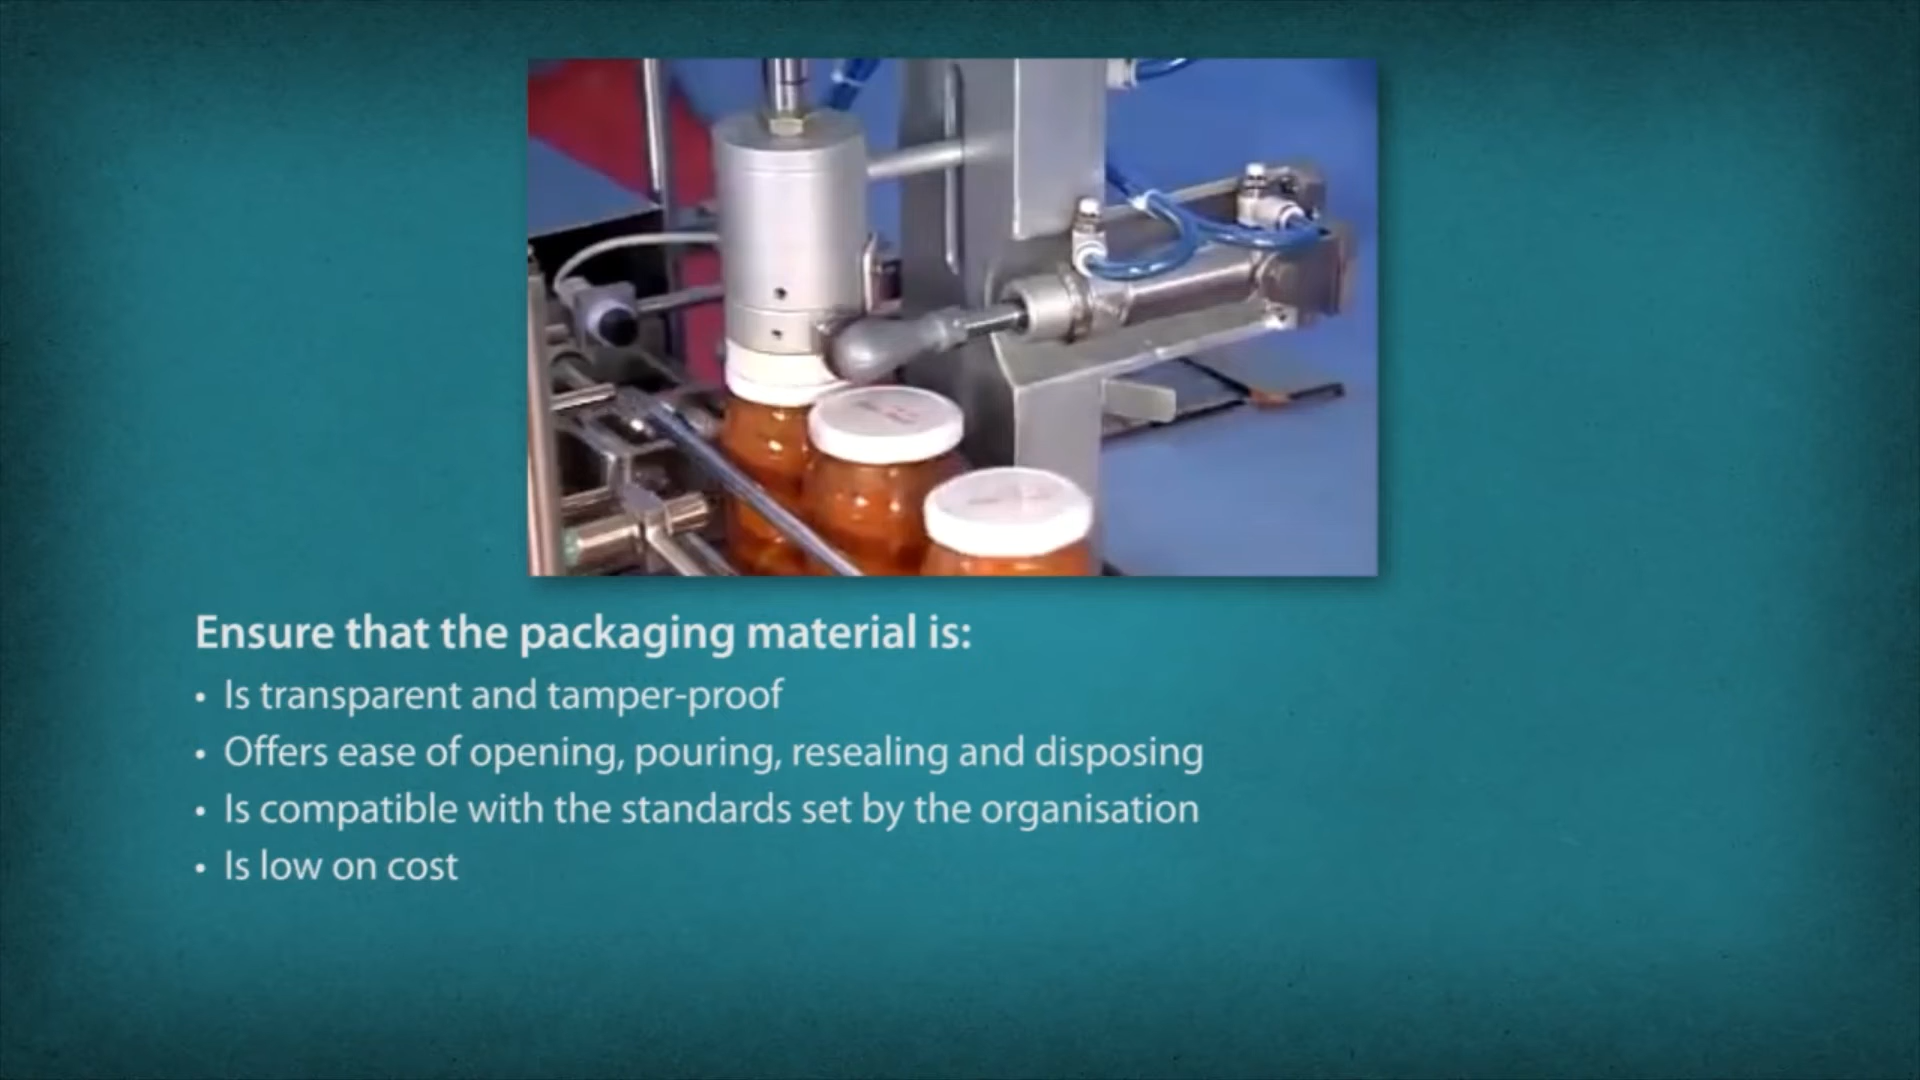 Ensure that the packaging material is:
• Is transparent and tamper-proof
• Offers ease of opening, pouring, resealing and disposing
• Is compatible with the standards set by the organisation
• Is low on cost